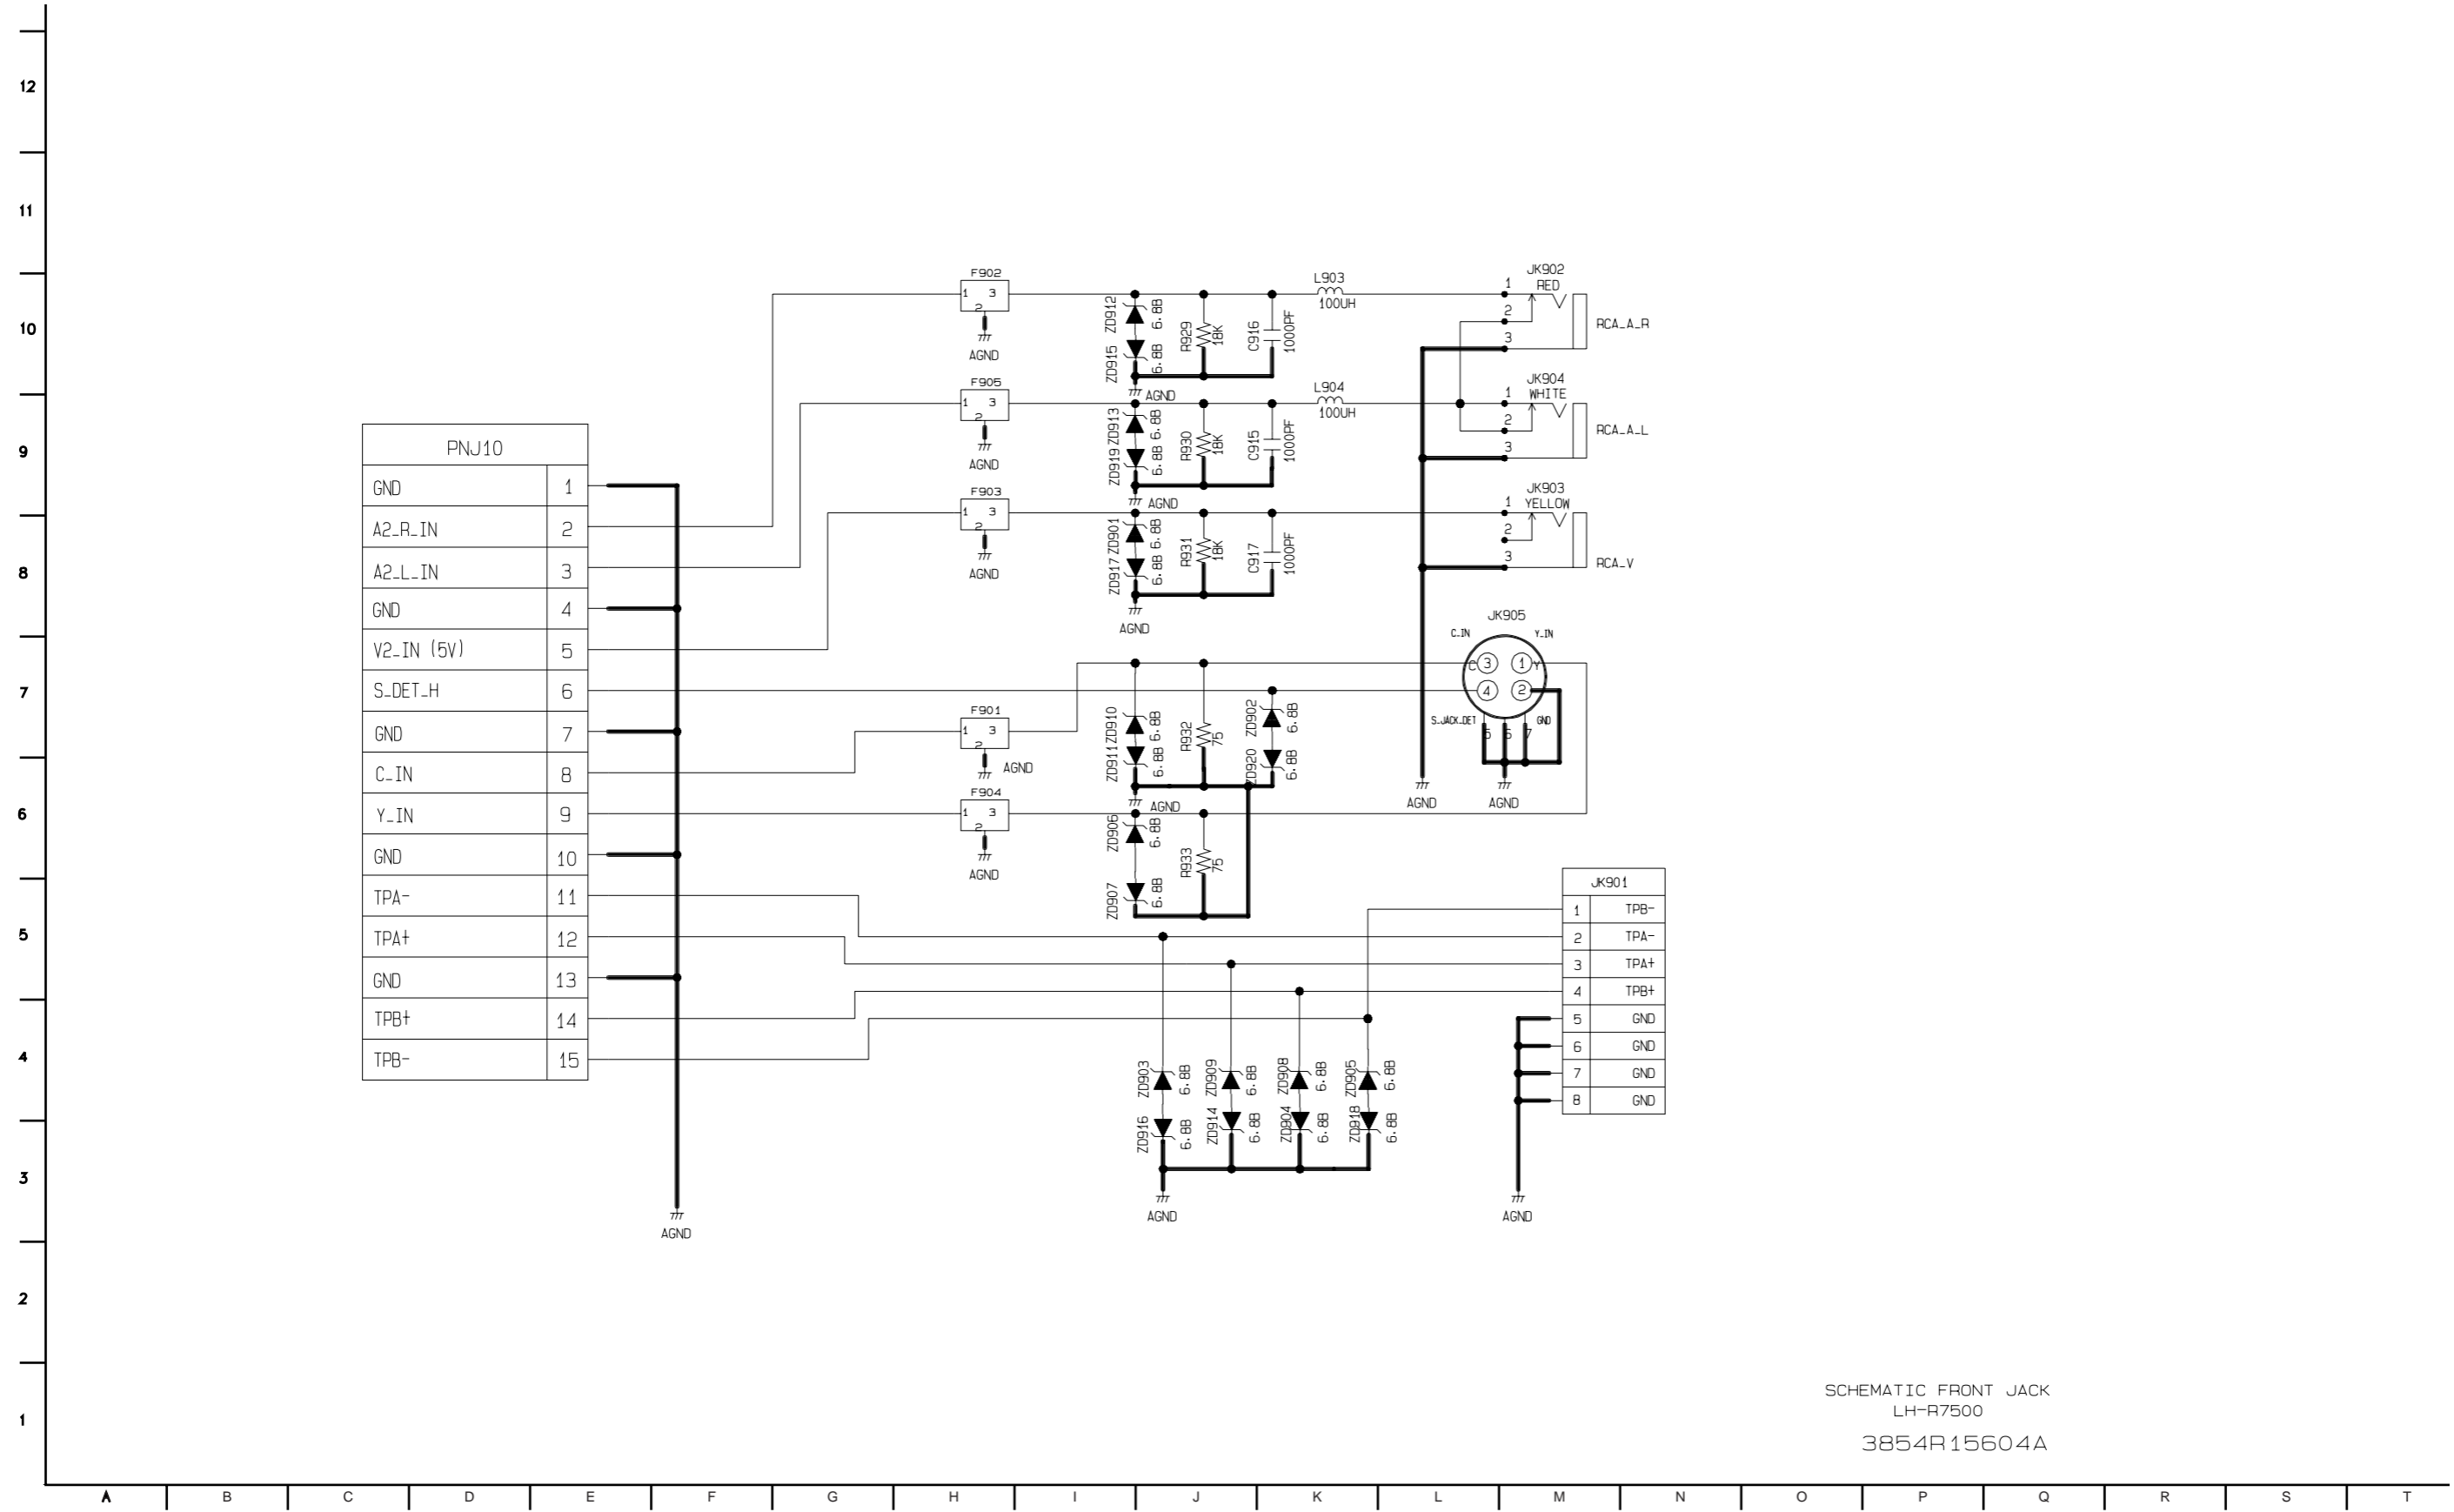 12
11
10
9
8
7
6
5
4
3
2
1
A B C D E F G H I J K L M N O P Q R S T
PNJ10
GND 1
A2_R_IN 2
A2_L_IN 3
GND 4
V2_IN (5V) 5
S_DET_H 6
GND 7
C_IN 8
Y_IN 9
GND 10
TPA- 11
TPA+ 12
GND 13
TPB+ 14
TPB- 15
AGND
F902
1 3
2
AGND
ZD912 6.8B
ZD915 6.8B
R929 18K
C916 1000PF
AGND
L903
100UH
JK902
RED
1
2
3
RCA_A_R
F905
1 3
2
AGND
ZD913 6.8B
ZD919 6.8B
R930 18K
C915 1000PF
AGND
L904
100UH
JK904
WHITE
1
2
3
RCA_A_L
F903
1 3
2
AGND
ZD901 6.8B
ZD917 6.8B
R931 18K
C917 1000PF
AGND
JK903
YELLOW
1
2
3
RCA_V
AGND
JK905
C_IN Y_IN
C 3 1 Y
4 2
S_JACK_DET GND
5 6 7
AGND
F901
1 3
2
AGND
ZD910 6.8B
ZD911 6.8B
R932 75
ZD902 6.8B
ZD920 6.8B
AGND
F904
1 3
2
AGND
ZD906 6.8B
ZD907 6.8B
R933 75
JK901
1 TPB-
2 TPA-
3 TPA+
4 TPB+
5 GND
6 GND
7 GND
8 GND
AGND
ZD903 6.8B
ZD909 6.8B
ZD908 6.8B
ZD905 6.8B
ZD916 6.8B
ZD914 6.8B
ZD904 6.8B
ZD918 6.8B
AGND
SCHEMATIC FRONT JACK
LH-R7500
3854R15604A